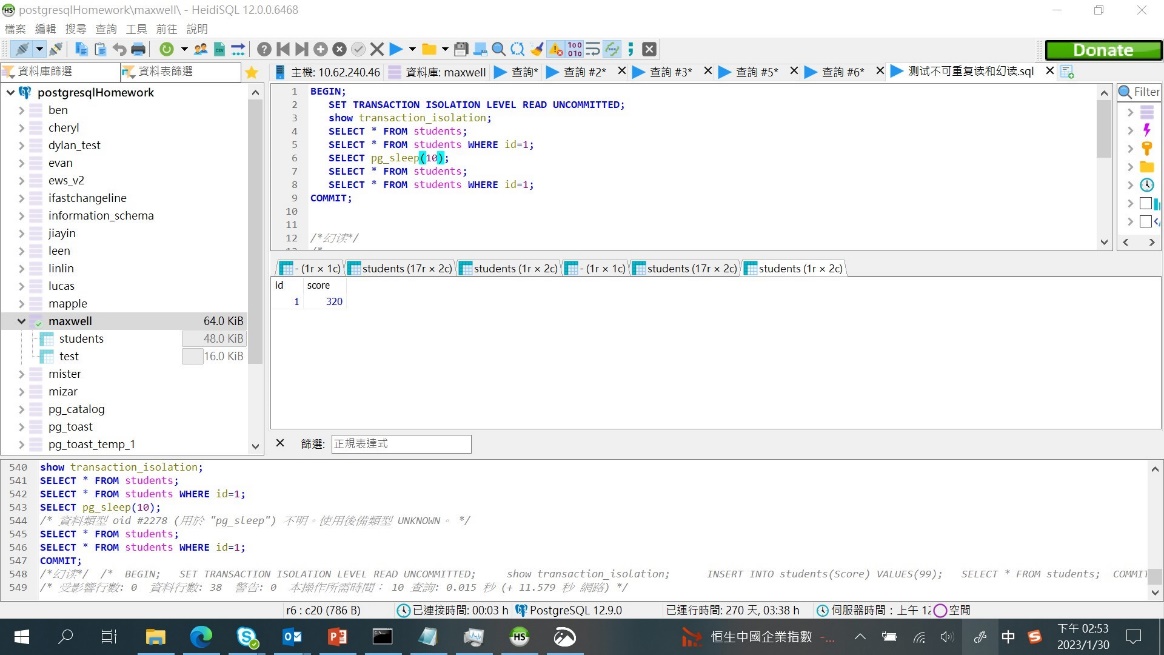 postgresqlHomework\maxwell\ - HeidiSQL 12.0.0.6468
檔案 編輯 搜尋 查詢 工具 前往 說明
Donate
資料庫篩選 資料表篩選 主機: 10.62.240.46 資料庫: maxwell 查詢* 查詢 #2* 查詢 #3* 查詢 #5* 查詢 #6* 测试不可重复读和幻读.sql
postgresqlHomework
ben
cheryl
dylan_test
evan
ews_v2
ifastchangeline
information_schema
jiayin
leen
linlin
lucas
mapple
maxwell 64.0 KiB
students 48.0 KiB
test 16.0 KiB
mister
mizar
pg_catalog
pg_toast
pg_toast_temp_1
1 BEGIN;
2 SET TRANSACTION ISOLATION LEVEL READ UNCOMMITTED;
3 show transaction_isolation;
4 SELECT * FROM students;
5 SELECT * FROM students WHERE id=1;
6 SELECT pg_sleep(10);
7 SELECT * FROM students;
8 SELECT * FROM students WHERE id=1;
9 COMMIT;
10
11
12 /*幻读*/
Filter
- (1r × 1c) students (17r × 2c) students (1r × 2c) - (1r × 1c) students (17r × 2c) students (1r × 2c)
id score
1 320
篩選: 正規表達式
540 show transaction_isolation;
541 SELECT * FROM students;
542 SELECT * FROM students WHERE id=1;
543 SELECT pg_sleep(10);
544 /* 資料類型 oid #2278 (用於 "pg_sleep") 不明。使用後備類型 UNKNOWN。 */
545 SELECT * FROM students;
546 SELECT * FROM students WHERE id=1;
547 COMMIT;
548 /*幻读*/ /* BEGIN; SET TRANSACTION ISOLATION LEVEL READ UNCOMMITTED; show transaction_isolation; INSERT INTO students(Score) VALUES(99); SELECT * FROM students; COMMIT
549 /* 受影響行數: 0 資料行數: 38 警告: 0 本操作所需時間: 10 查詢: 0.015 秒 (+ 11.579 秒 網路) */
r6 : c20 (786 B) 已連接時間: 00:03 h PostgreSQL 12.9.0 已運行時間: 270 天, 03:38 h 伺服器時間：上午 12 空閒
恒生中國企業指數 -... 中 下午 02:53
2023/1/30